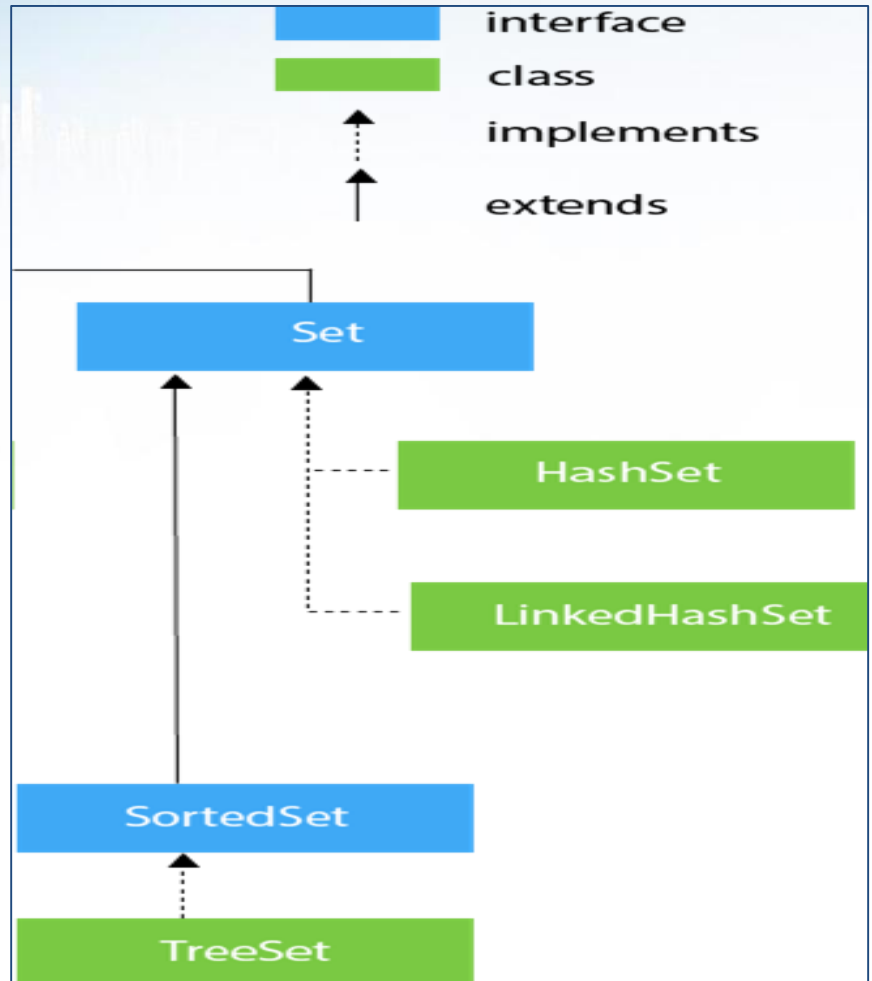 interface
class
implements
extends
Set
HashSet
LinkedHashSet
SortedSet
TreeSet